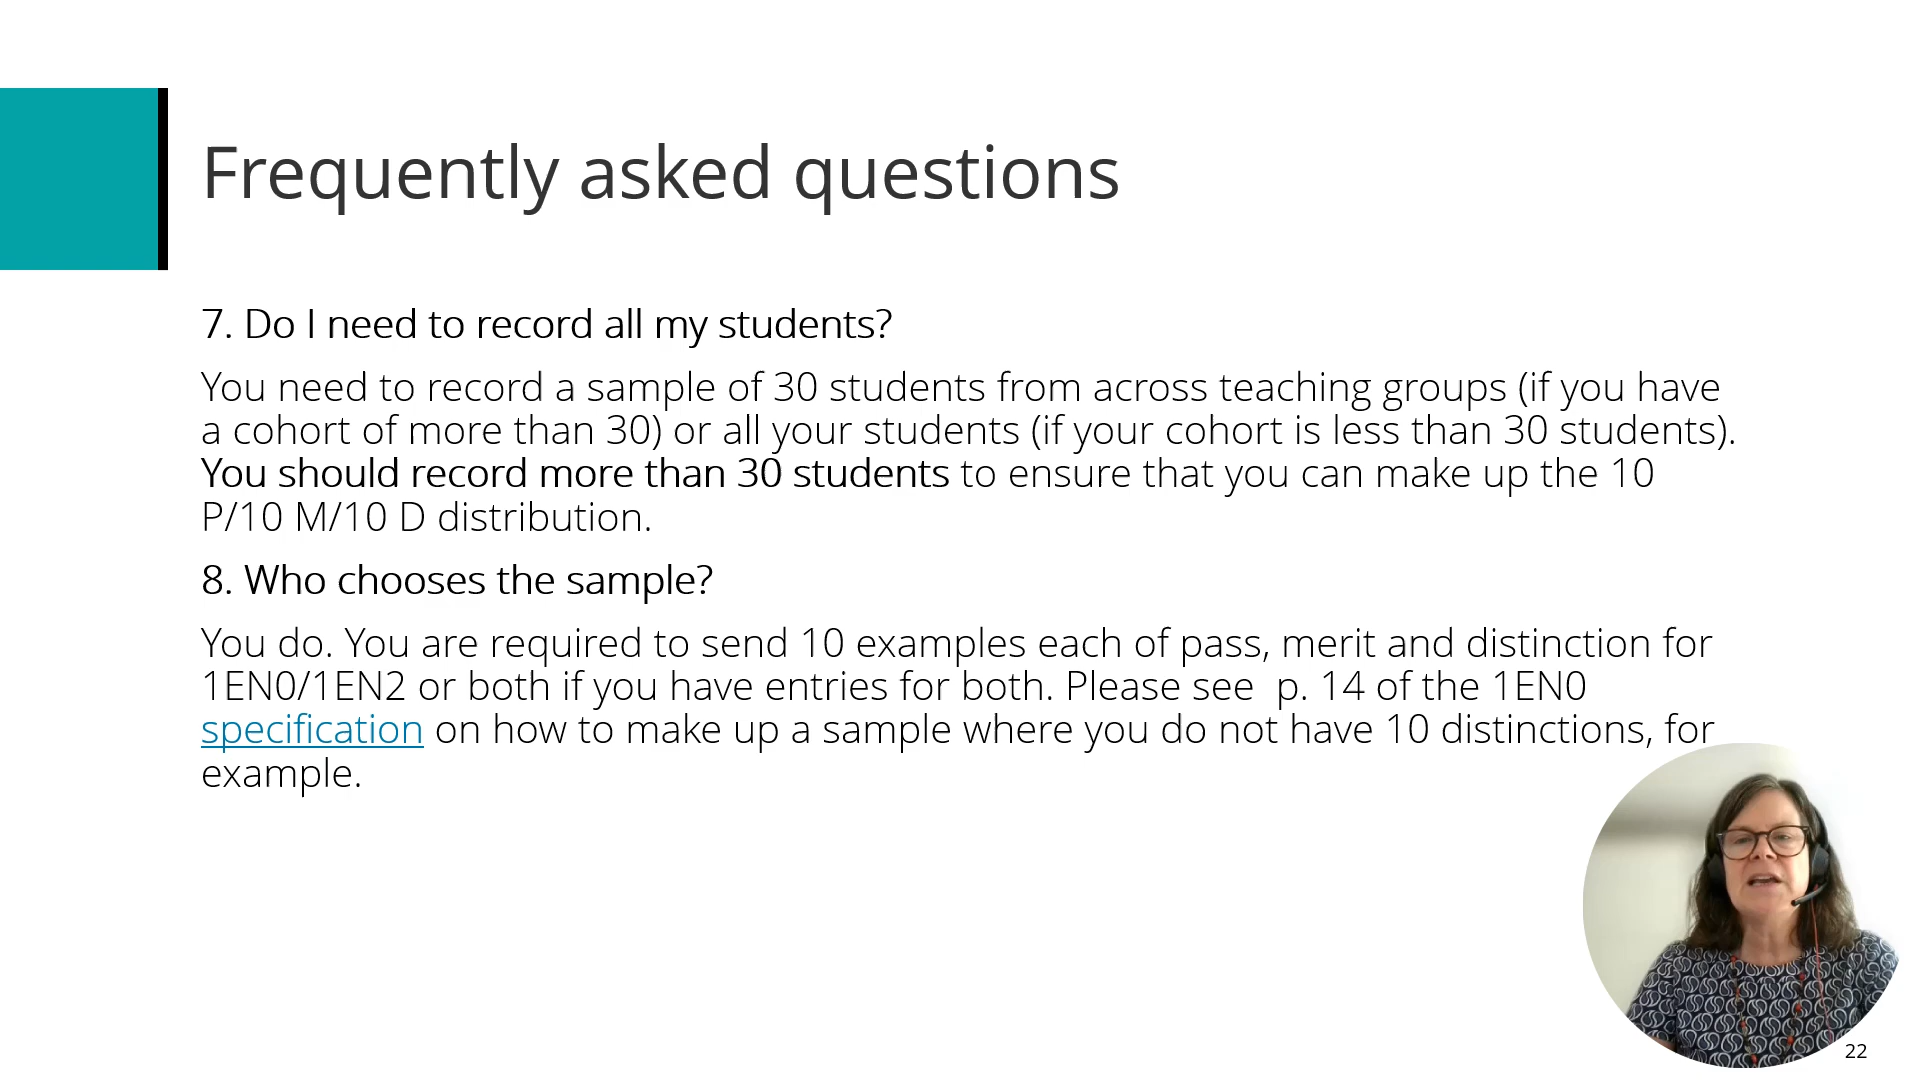 Frequently asked questions
7. Do I need to record all my students?
You need to record a sample of 30 students from across teaching groups (if you have
a cohort of more than 30) or all your students (if your cohort is less than 30 students).
You should record more than 30 students to ensure that you can make up the 10
P/10 M/10 D distribution.
8. Who chooses the sample?
You do. You are required to send 10 examples each of pass, merit and distinction for
1EN0/1EN2 or both if you have entries for both. Please see  p. 14 of the 1EN0
specification on how to make up a sample where you do not have 10 distinctions, for
example.
22